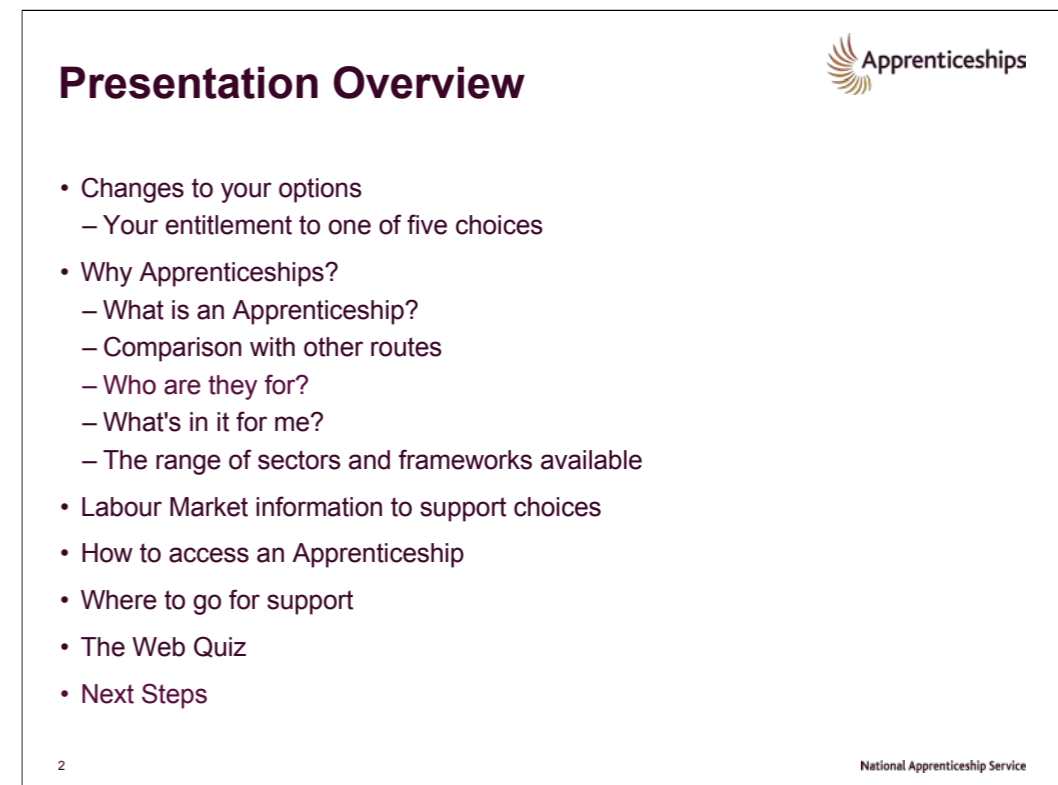 Presentation Overview
Apprenticeships
• Changes to your options
– Your entitlement to one of five choices
• Why Apprenticeships?
– What is an Apprenticeship?
– Comparison with other routes
– Who are they for?
– What's in it for me?
– The range of sectors and frameworks available
• Labour Market information to support choices
• How to access an Apprenticeship
• Where to go for support
• The Web Quiz
• Next Steps
2
National Apprenticeship Service